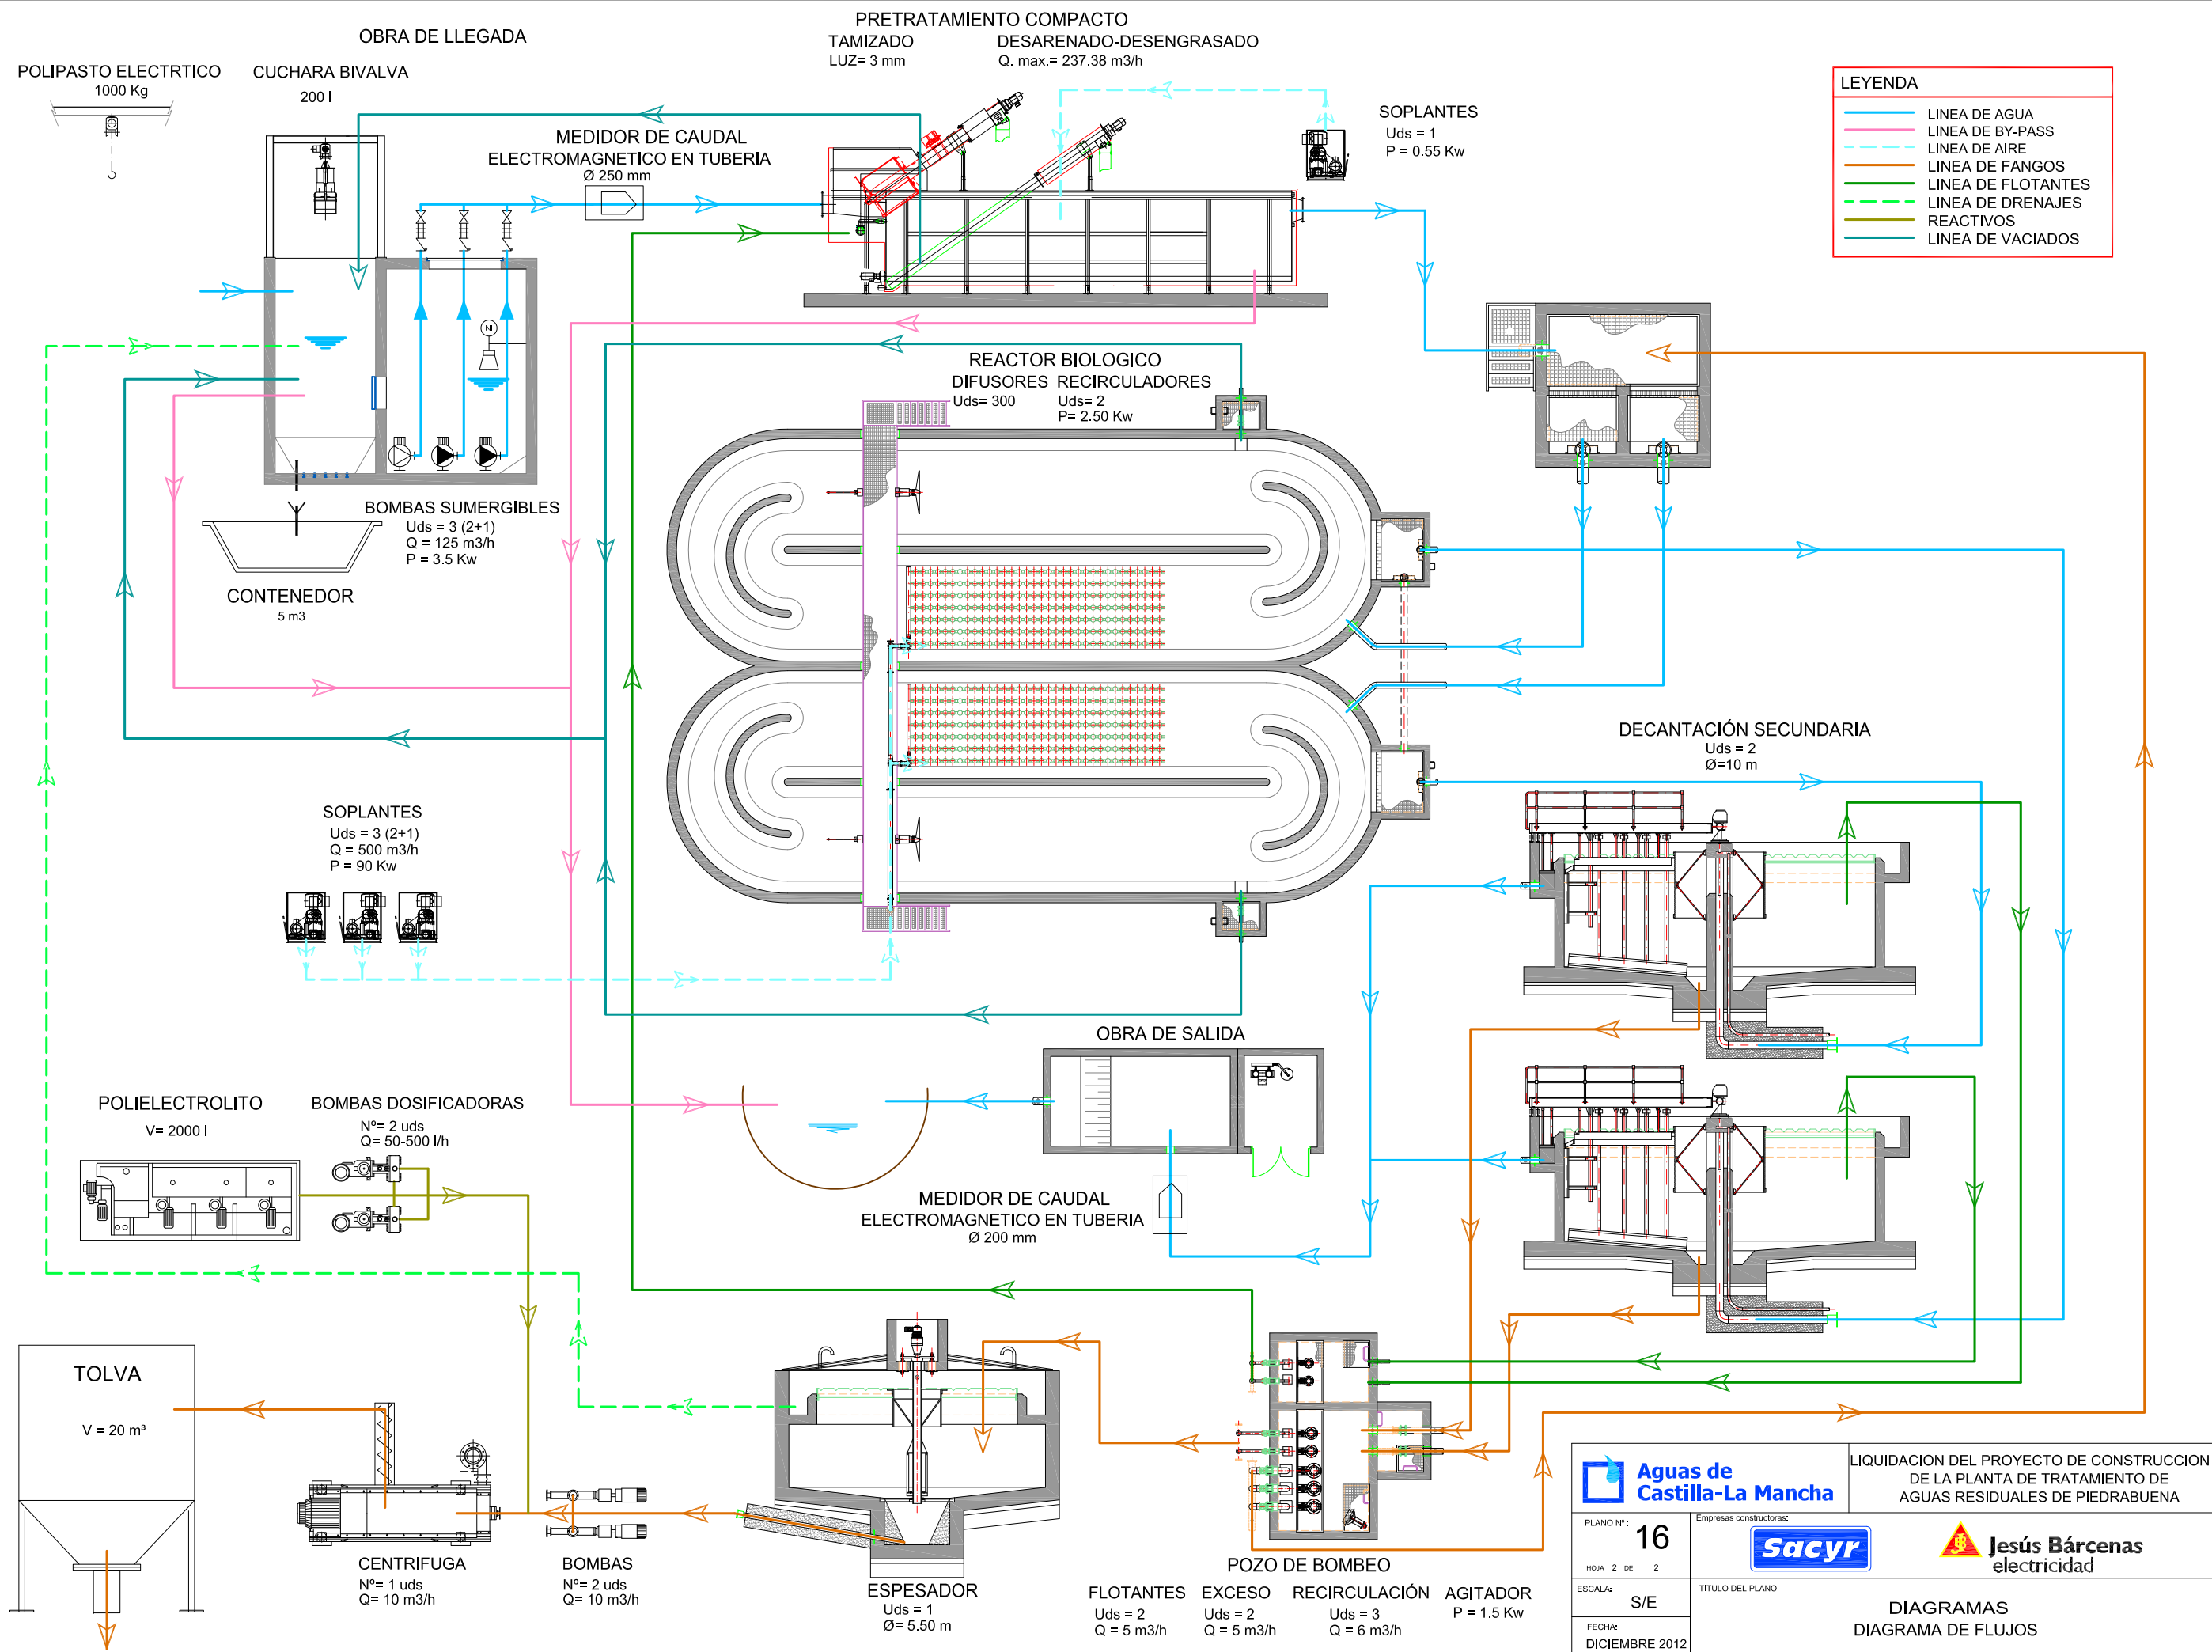 OBRA DE LLEGADA
POLIPASTO ELECTRTICO
1000 Kg
CUCHARA BIVALVA
200 l
PRETRATAMIENTO COMPACTO
TAMIZADO
LUZ= 3 mm
DESARENADO-DESENGRASADO
Q. max.= 237.38 m3/h
MEDIDOR DE CAUDAL
ELECTROMAGNETICO EN TUBERIA
Ø 250 mm
SOPLANTES
Uds = 1
P = 0.55 Kw
LEYENDA
LINEA DE AGUA
LINEA DE BY-PASS
LINEA DE AIRE
LINEA DE FANGOS
LINEA DE FLOTANTES
LINEA DE DRENAJES
REACTIVOS
LINEA DE VACIADOS
NI
REACTOR BIOLOGICO
DIFUSORES
Uds= 300
RECIRCULADORES
Uds= 2
P= 2.50 Kw
BOMBAS SUMERGIBLES
Uds = 3 (2+1)
Q = 125 m3/h
P = 3.5 Kw
CONTENEDOR
5 m3
DECANTACIÓN SECUNDARIA
Uds = 2
Ø=10 m
SOPLANTES
Uds = 3 (2+1)
Q = 500 m3/h
P = 90 Kw
OBRA DE SALIDA
POLIELECTROLITO
V= 2000 l
BOMBAS DOSIFICADORAS
Nº= 2 uds
Q= 50-500 l/h
MEDIDOR DE CAUDAL
ELECTROMAGNETICO EN TUBERIA
Ø 200 mm
TOLVA
V = 20 m³
CENTRIFUGA
Nº= 1 uds
Q= 10 m3/h
BOMBAS
Nº= 2 uds
Q= 10 m3/h
ESPESADOR
Uds = 1
Ø= 5.50 m
POZO DE BOMBEO
FLOTANTES
Uds = 2
Q = 5 m3/h
EXCESO
Uds = 2
Q = 5 m3/h
RECIRCULACIÓN
Uds = 3
Q = 6 m3/h
AGITADOR
P = 1.5 Kw
Aguas de
Castilla-La Mancha
LIQUIDACION DEL PROYECTO DE CONSTRUCCION
DE LA PLANTA DE TRATAMIENTO DE
AGUAS RESIDUALES DE PIEDRABUENA
PLANO Nº:
16
HOJA 2 DE 2
Empresas constructoras:
Sacyr
Jesús Bárcenas
electricidad
ESCALA:
S/E
TITULO DEL PLANO:
DIAGRAMAS
DIAGRAMA DE FLUJOS
FECHA:
DICIEMBRE 2012